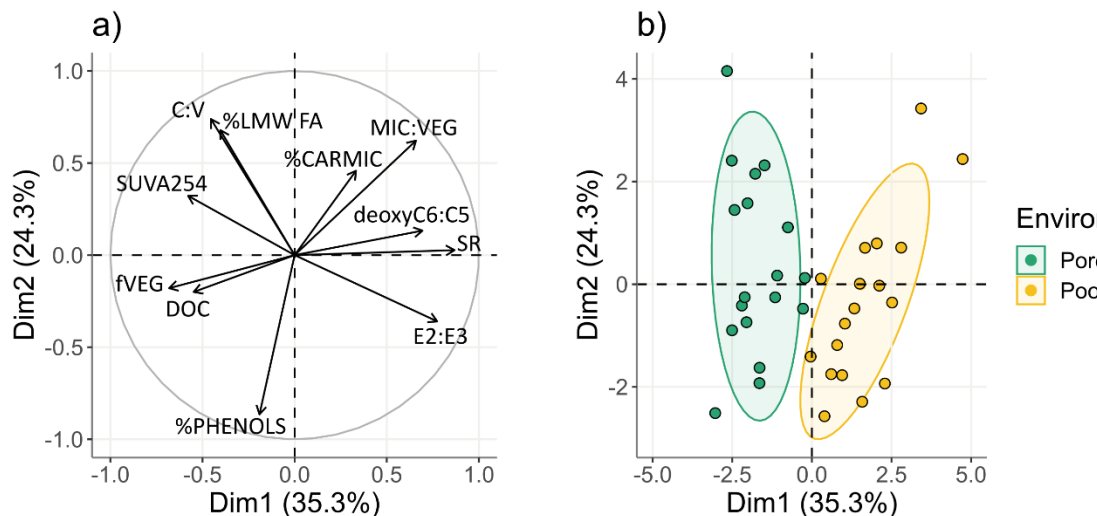 a)
Dim2 (24.3%)
1.0
0.5
0.0
-0.5
-1.0
C:V
%LMW FA
MIC:VEG
%CARMIC
SUVA254
deoxyC6:C5
SR
fVEG
DOC
E2:E3
%PHENOLS
-1.0
-0.5
0.0
0.5
1.0
Dim1 (35.3%)
b)
Dim2 (24.3%)
4
2
0
-2
-5.0
-2.5
0.0
2.5
5.0
Dim1 (35.3%)
Environ
Pore
Poo